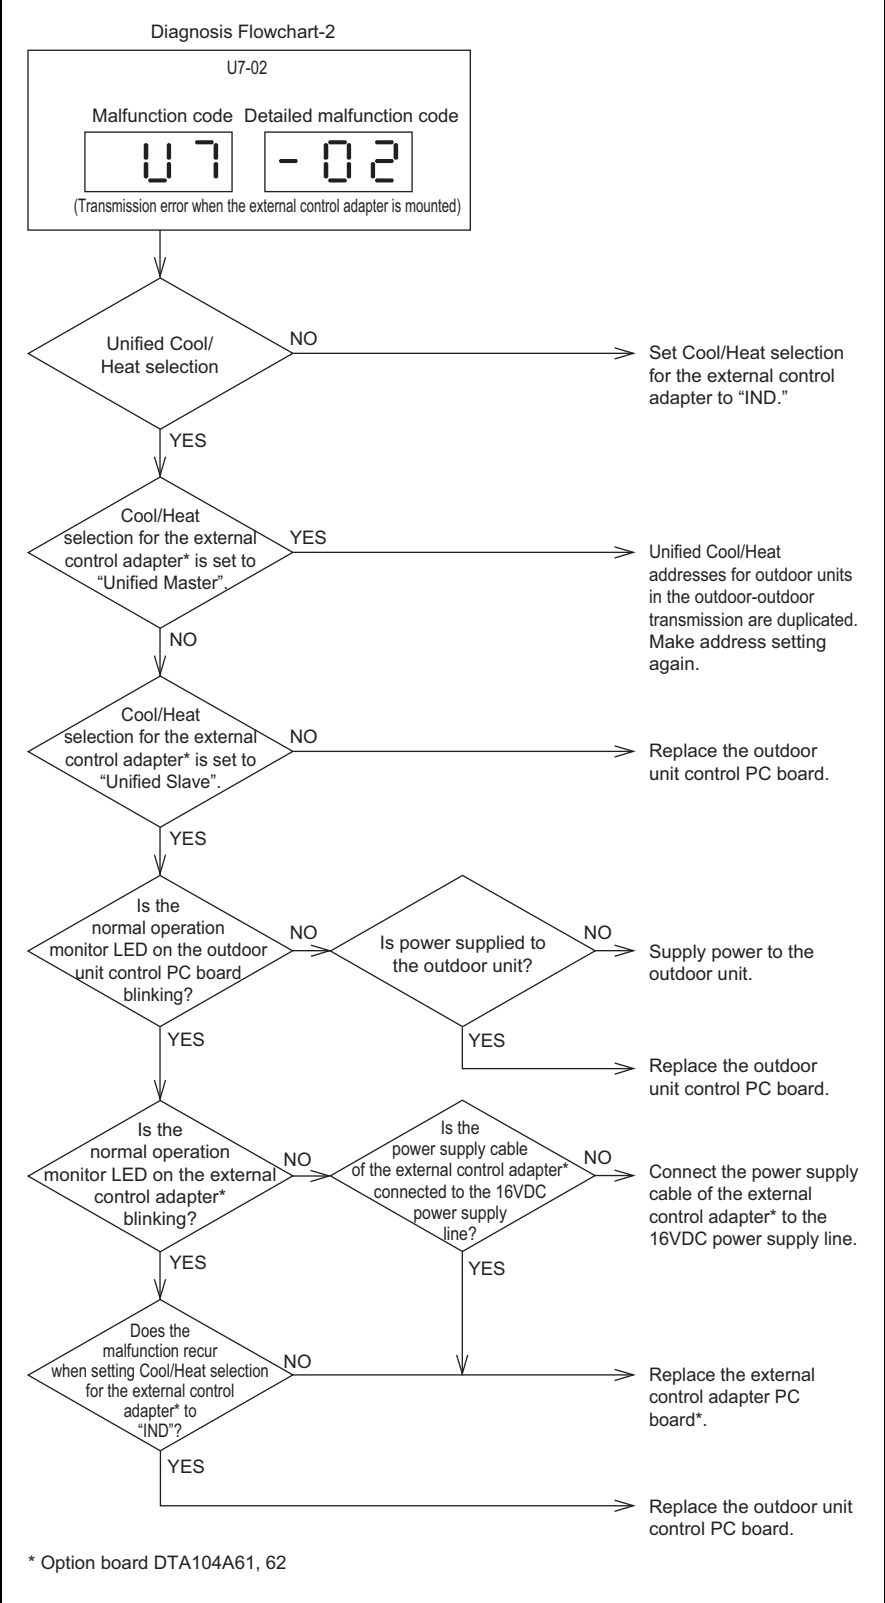 Diagnosis Flowchart-2
U7-02
Malfunction code Detailed malfunction code
U7 -02
(Transmission error when the external control adapter is mounted)
Unified Cool/
Heat selection
NO
Set Cool/Heat selection
for the external control
adapter to “IND.”
YES
Cool/Heat
selection for the external
control adapter* is set to
“Unified Master”.
YES
Unified Cool/Heat
addresses for outdoor units
in the outdoor-outdoor
transmission are duplicated.
Make address setting
again.
NO
Cool/Heat
selection for the external
control adapter* is set to
“Unified Slave”.
NO
Replace the outdoor
unit control PC board.
YES
Is the
normal operation
monitor LED on the outdoor
unit control PC board
blinking?
NO
Is power supplied to
the outdoor unit?
NO
Supply power to the
outdoor unit.
YES
YES
Replace the outdoor
unit control PC board.
Is the
normal operation
monitor LED on the external
control adapter*
blinking?
NO
Is the
power supply cable
of the external control adapter*
connected to the 16VDC
power supply
line?
NO
Connect the power supply
cable of the external
control adapter* to the
16VDC power supply line.
YES
YES
Does the
malfunction recur
when setting Cool/Heat selection
for the external control
adapter* to
“IND”?
NO
Replace the external
control adapter PC
board*.
YES
Replace the outdoor unit
control PC board.
* Option board DTA104A61, 62